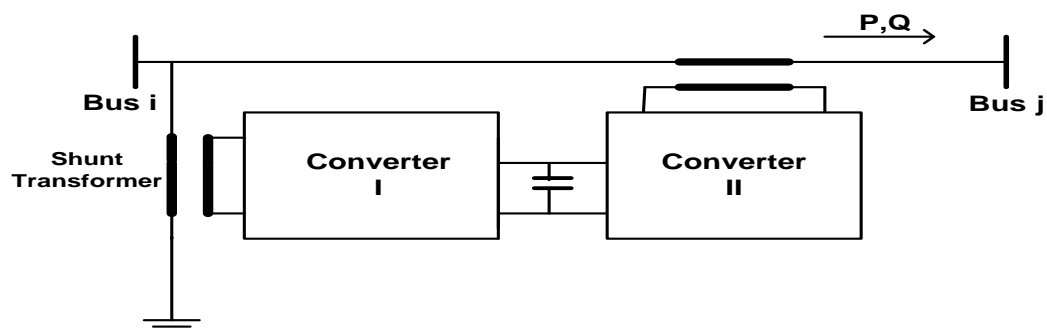 P,Q
Bus i
Bus j
Shunt
Transformer
Converter
I
Converter
II